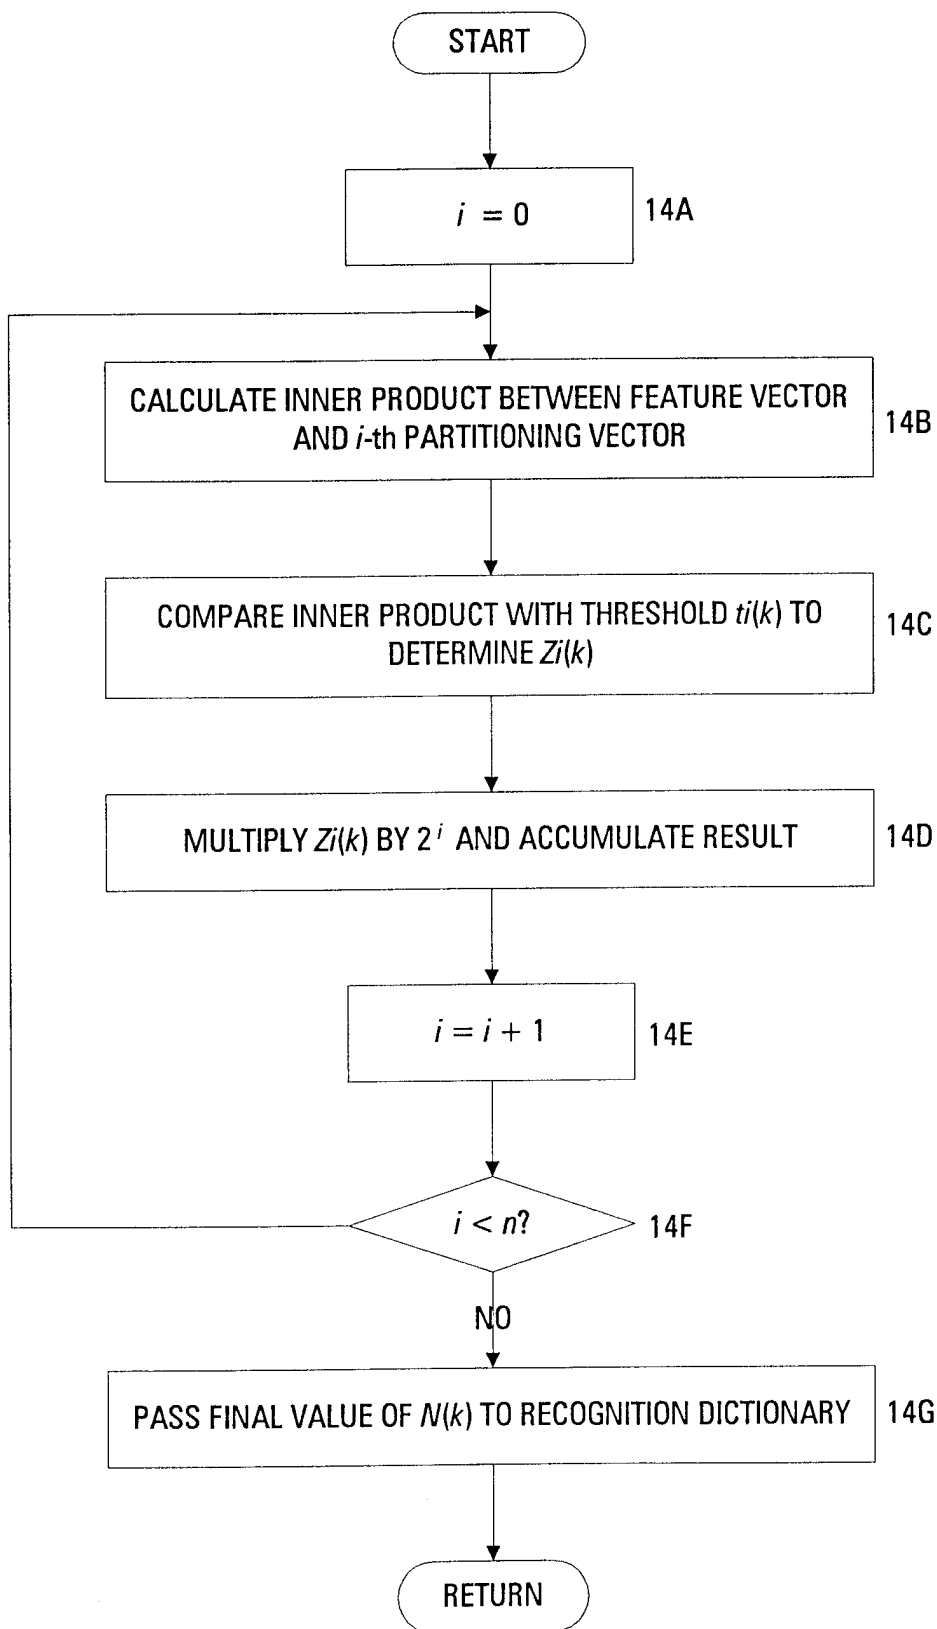 START
i = 0
14A
CALCULATE INNER PRODUCT BETWEEN FEATURE VECTOR
AND i-th PARTITIONING VECTOR
14B
COMPARE INNER PRODUCT WITH THRESHOLD ti(k) TO
DETERMINE Zi(k)
14C
MULTIPLY Zi(k) BY 2^i AND ACCUMULATE RESULT
14D
i = i + 1
14E
i < n?
14F
NO
PASS FINAL VALUE OF N(k) TO RECOGNITION DICTIONARY
14G
RETURN